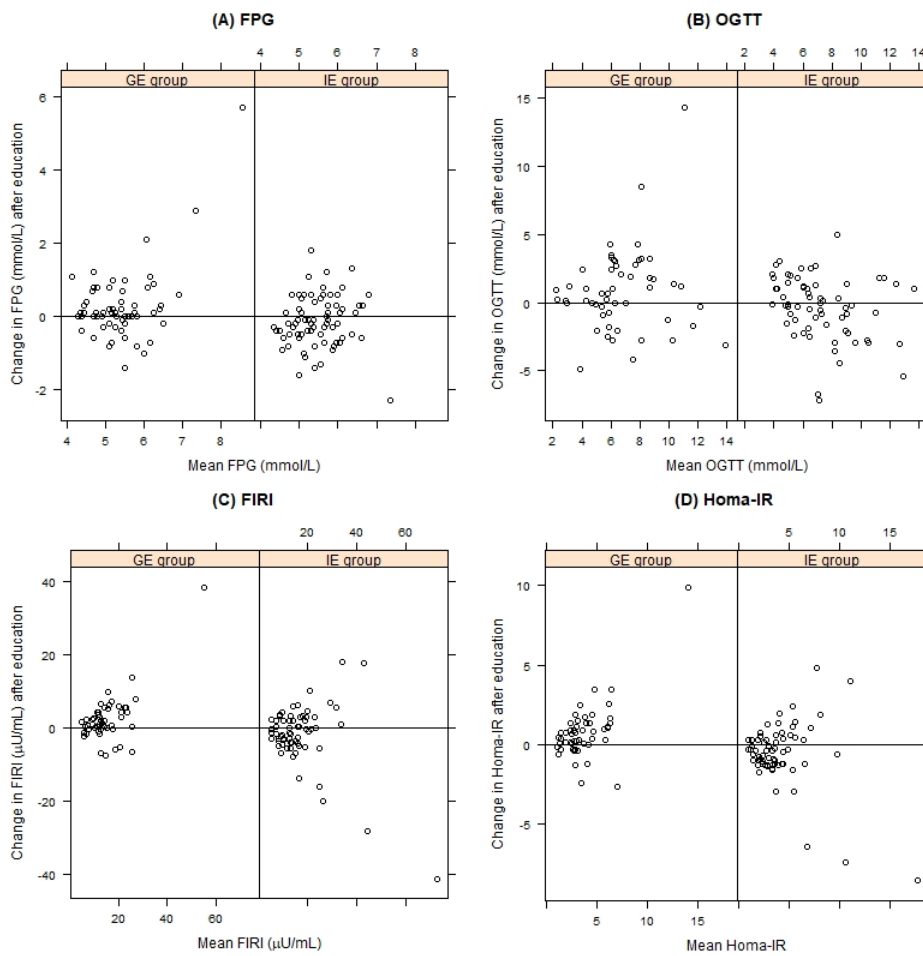 (A) FPG
4 5 6 7 8
GE group IE group
6
4
2
0
-2
Change in FPG (mmol/L) after education
4 5 6 7 8
Mean FPG (mmol/L)
(B) OGTT
2 4 6 8 10 12 14
GE group IE group
15
10
5
0
-5
Change in OGTT (mmol/L) after education
2 4 6 8 10 12 14
Mean OGTT (mmol/L)
(C) FIRI
20 40 60
GE group IE group
40
20
0
-20
-40
Change in FIRI (µU/mL) after education
20 40 60
Mean FIRI (µU/mL)
(D) Homa-IR
5 10 15
GE group IE group
10
5
0
-5
Change in Homa-IR after education
5 10 15
Mean Homa-IR